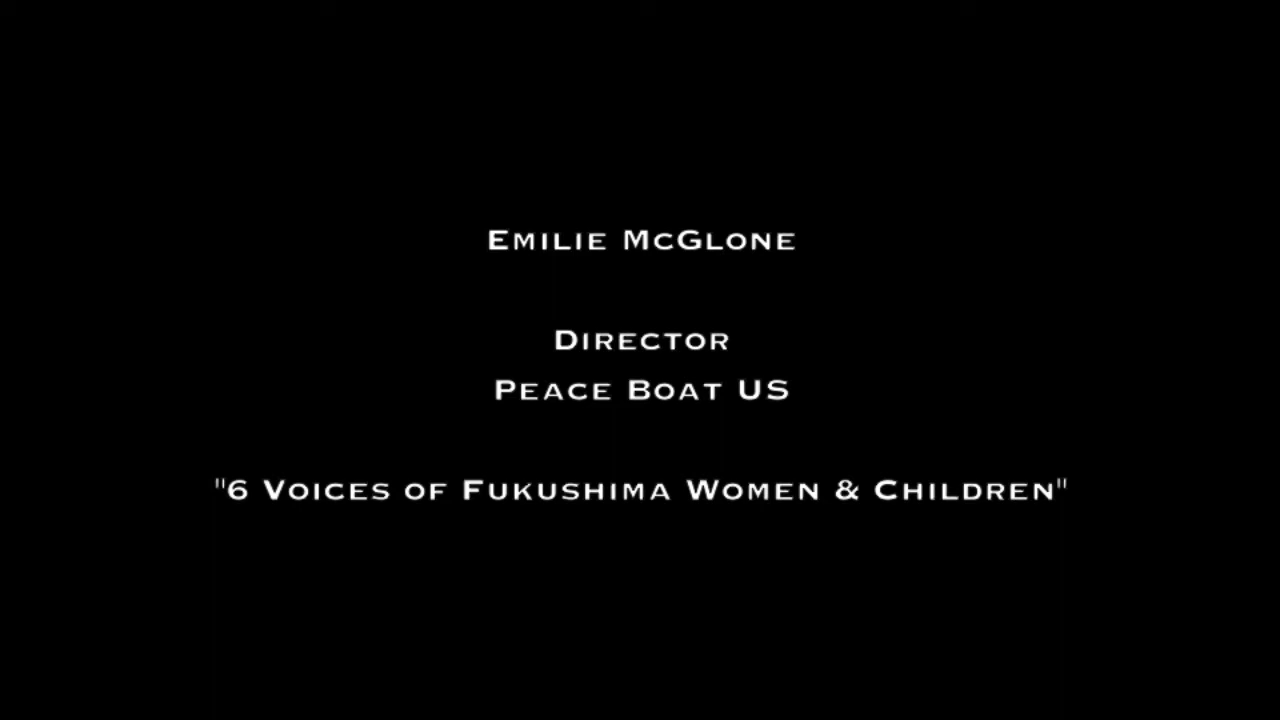 Emilie McGlone
Director
Peace Boat US
"6 Voices of Fukushima Women & Children"